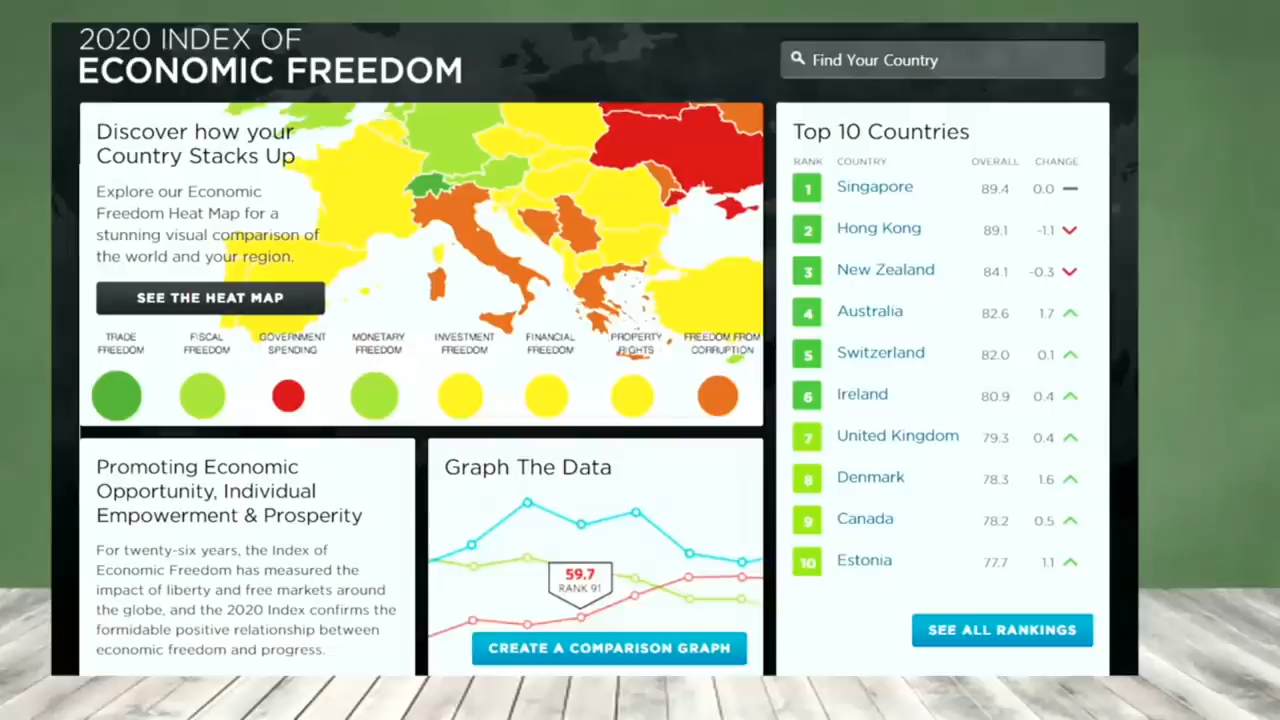 2020 INDEX OF
ECONOMIC FREEDOM
Find Your Country
Discover how your
Country Stacks Up
Explore our Economic
Freedom Heat Map for a
stunning visual comparison of
the world and your region.
SEE THE HEAT MAP
TRADE FREEDOM
FISCAL FREEDOM
GOVERNMENT SPENDING
MONETARY FREEDOM
INVESTMENT FREEDOM
FINANCIAL FREEDOM
PROPERTY RIGHTS
FREEDOM FROM CORRUPTION
Promoting Economic
Opportunity, Individual
Empowerment & Prosperity
For twenty-six years, the Index of
Economic Freedom has measured the
impact of liberty and free markets around
the globe, and the 2020 Index confirms the
formidable positive relationship between
economic freedom and progress.
Graph The Data
59.7
RANK 91
CREATE A COMPARISON GRAPH
Top 10 Countries
RANK COUNTRY OVERALL CHANGE
1 Singapore 89.4 0.0
2 Hong Kong 89.1 -1.1
3 New Zealand 84.1 -0.3
4 Australia 82.6 1.7
5 Switzerland 82.0 0.1
6 Ireland 80.9 0.4
7 United Kingdom 79.3 0.4
8 Denmark 78.3 1.6
9 Canada 78.2 0.5
10 Estonia 77.7 1.1
SEE ALL RANKINGS